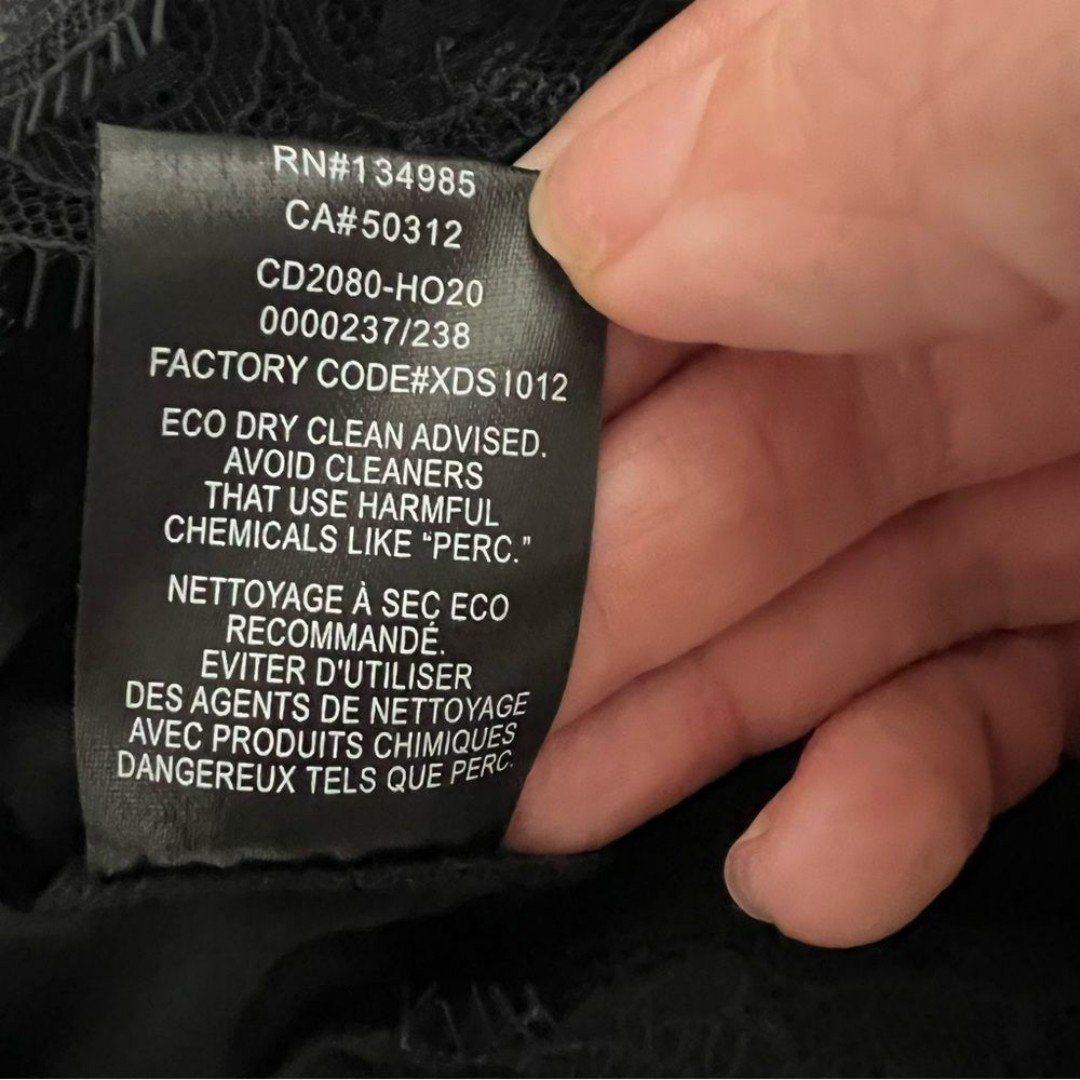 RN#134985
CA#50312
CD2080-HO20
0000237/238
FACTORY CODE#XDS1012
ECO DRY CLEAN ADVISED.
AVOID CLEANERS
THAT USE HARMFUL
CHEMICALS LIKE “PERC.”
NETTOYAGE À SEC ECO
RECOMMANDÉ.
EVITER D'UTILISER
DES AGENTS DE NETTOYAGE
AVEC PRODUITS CHIMIQUES
DANGEREUX TELS QUE PERC.